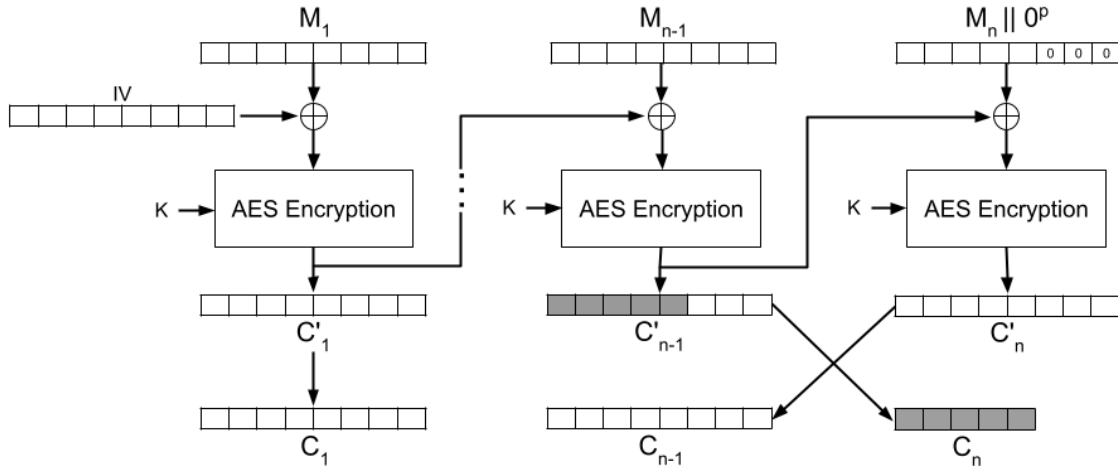 M1 Mn-1 Mn || 0p
0 0 0
IV
K AES Encryption K AES Encryption K AES Encryption
C'1 C'n-1 C'n
C1 Cn-1 Cn